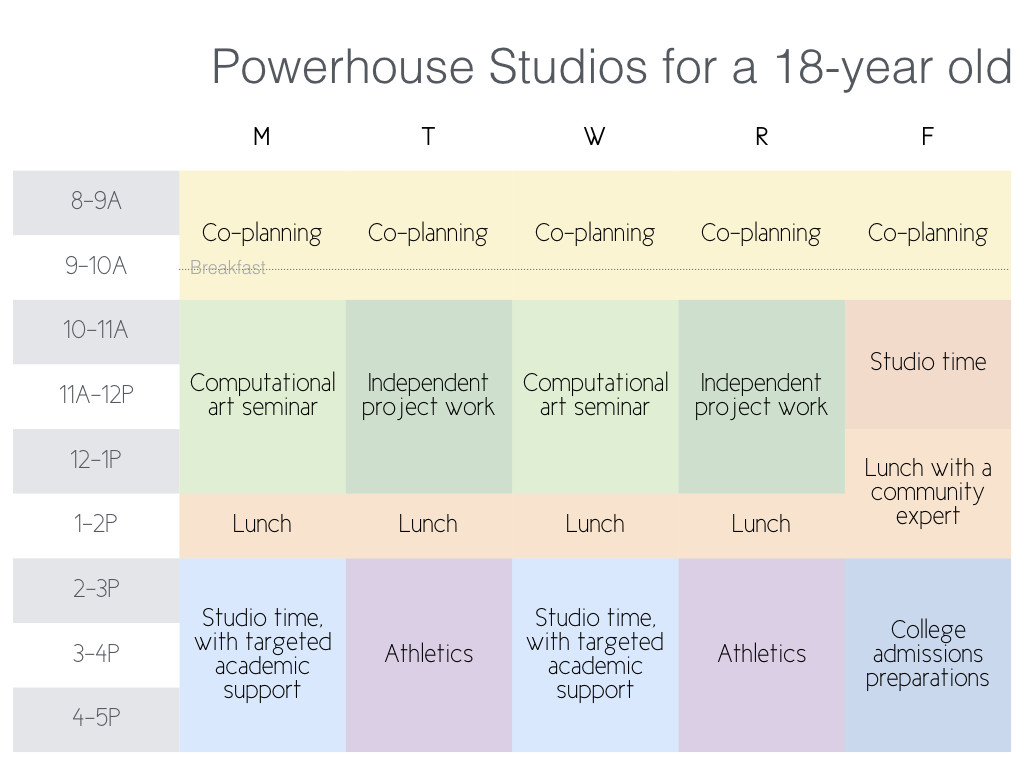 Powerhouse Studios for a 18-year old
M T W R F
8-9A
Co-planning Co-planning Co-planning Co-planning Co-planning
9-10A
Breakfast
10-11A
Studio time
11A-12P
Computational
art seminar
Independent
project work
Computational
art seminar
Independent
project work
12-1P
Lunch with a
community
expert
1-2P
Lunch Lunch Lunch Lunch
2-3P
Studio time,
with targeted
academic
support
3-4P
Athletics
Studio time,
with targeted
academic
support
Athletics
College
admissions
preparations
4-5P